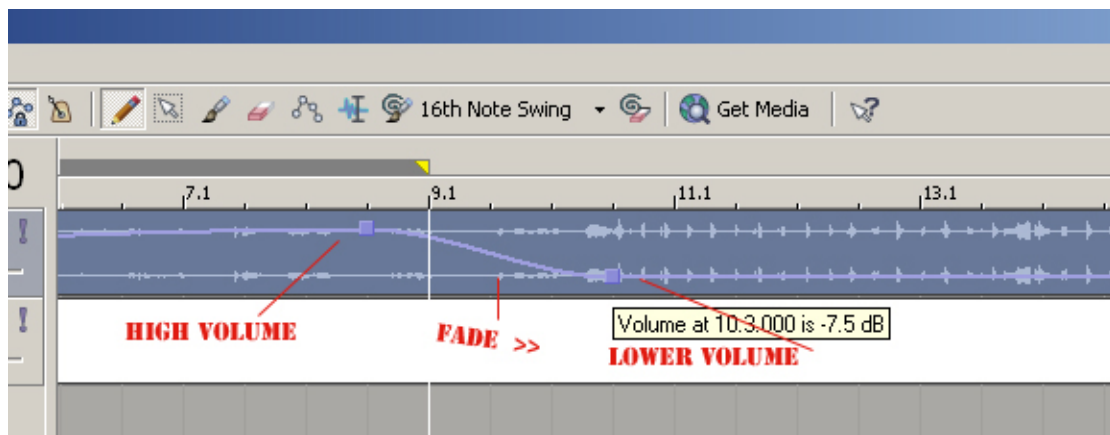 16th Note Swing
Get Media
7.1 9.1 11.1 13.1
HIGH VOLUME
FADE >>
Volume at 10.3.000 is -7.5 dB
LOWER VOLUME